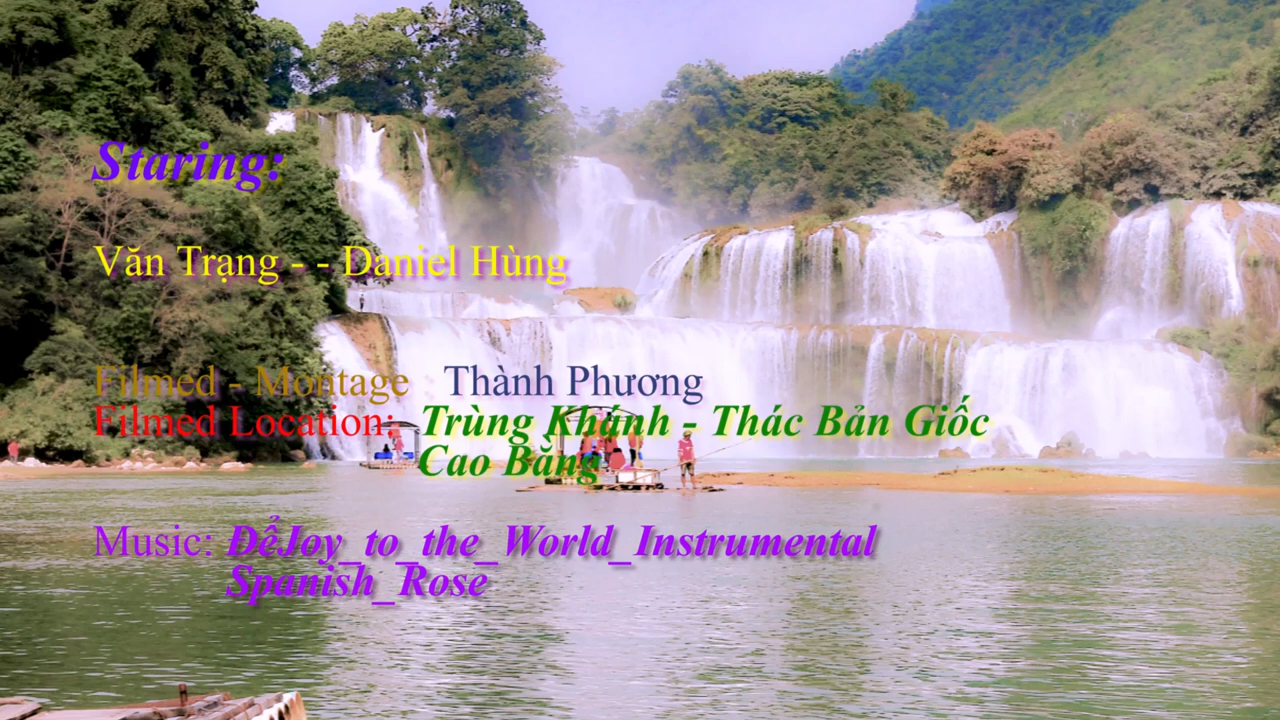 Staring:
Văn Trạng - - Daniel Hùng
Filmed - Montage Thành Phương
Filmed Location: Trùng Khánh - Thác Bản Giốc
Cao Bằng
Music: ĐểJoy_to_the_World_Instrumental
Spanish_Rose